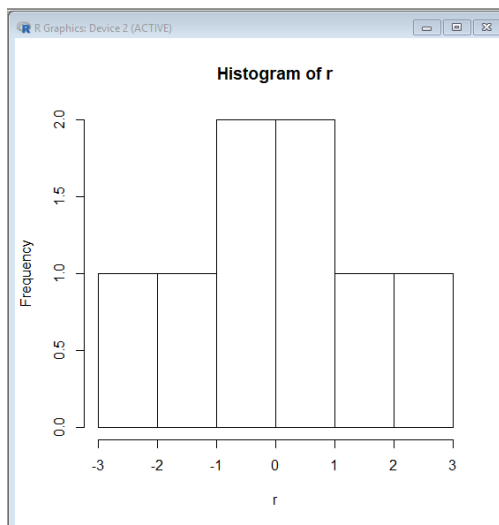 R Graphics: Device 2 (ACTIVE)
Histogram of r
Frequency
2.0
1.5
1.0
0.5
0.0
-3 -2 -1 0 1 2 3
r